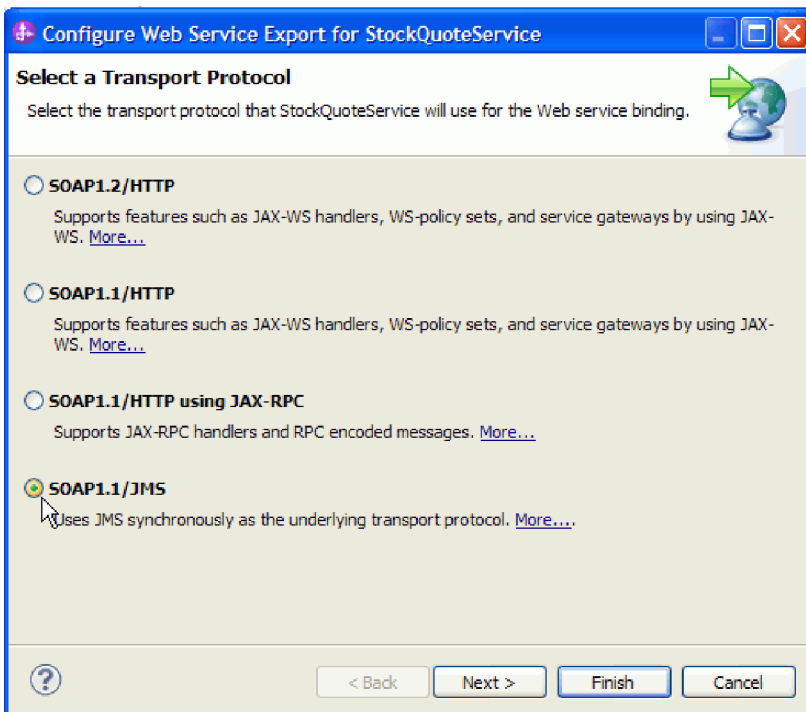 Configure Web Service Export for StockQuoteService
Select a Transport Protocol
Select the transport protocol that StockQuoteService will use for the Web service binding.
SOAP1.2/HTTP
Supports features such as JAX-WS handlers, WS-policy sets, and service gateways by using JAX-
WS. More...
SOAP1.1/HTTP
Supports features such as JAX-WS handlers, WS-policy sets, and service gateways by using JAX-
WS. More...
SOAP1.1/HTTP using JAX-RPC
Supports JAX-RPC handlers and RPC encoded messages. More...
SOAP1.1/JMS
Uses JMS synchronously as the underlying transport protocol. More....
?
< Back
Next >
Finish
Cancel